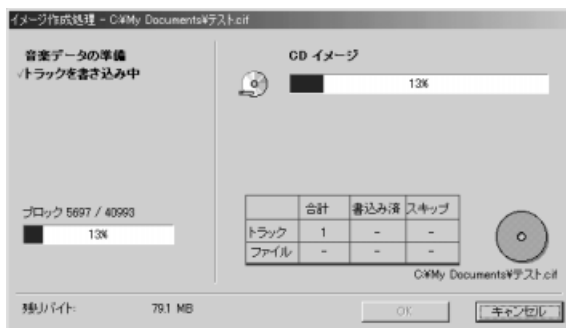 イメージ作成処理 - C:¥My Documents¥テスト.cif
音楽データの準備
√トラックを書き込み中
CD イメージ
13%
ブロック 5697 / 40993
13%
合計 書込み済 スキップ
トラック 1 - -
ファイル - - -
C:¥My Documents¥テスト.cif
残りバイト: 79.1 MB
OK キャンセル